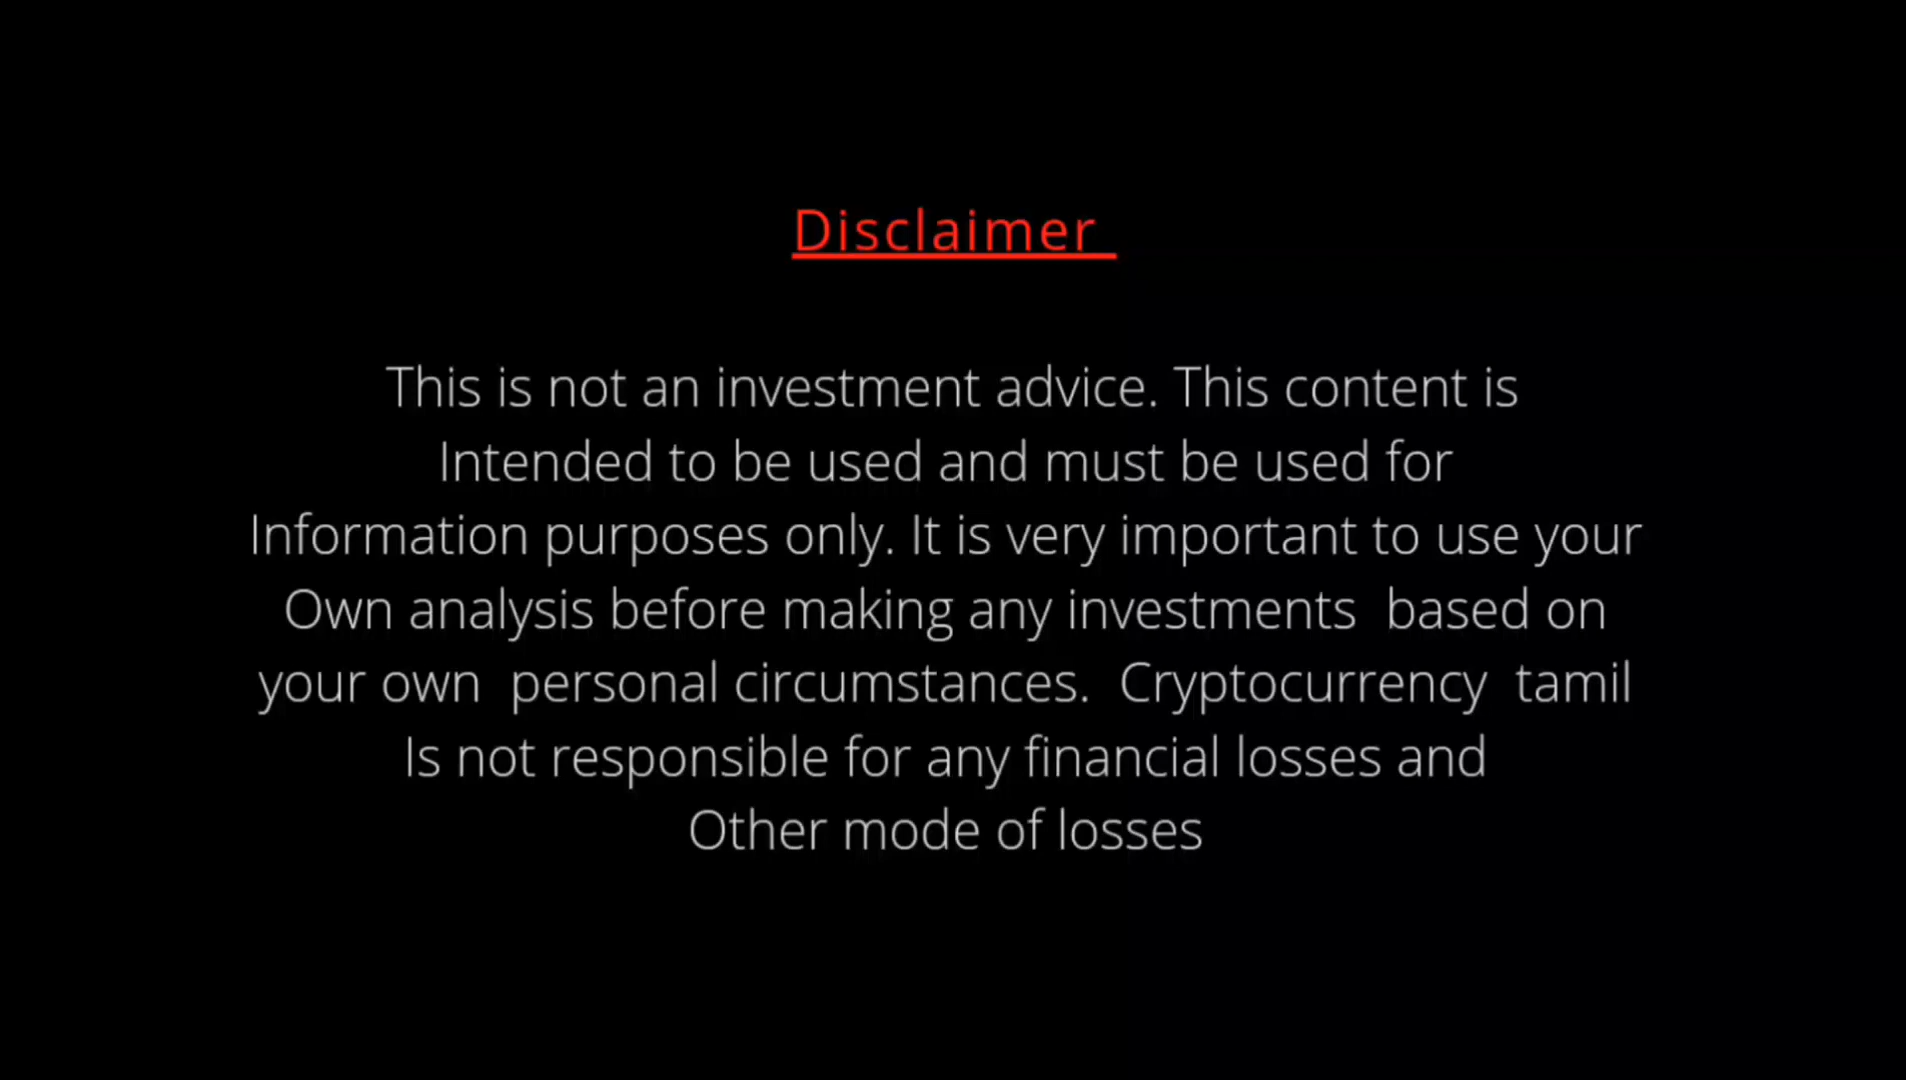 Disclaimer
This is not an investment advice. This content is
Intended to be used and must be used for
Information purposes only. It is very important to use your
Own analysis before making any investments  based on
your own  personal circumstances.  Cryptocurrency  tamil
Is not responsible for any financial losses and
Other mode of losses